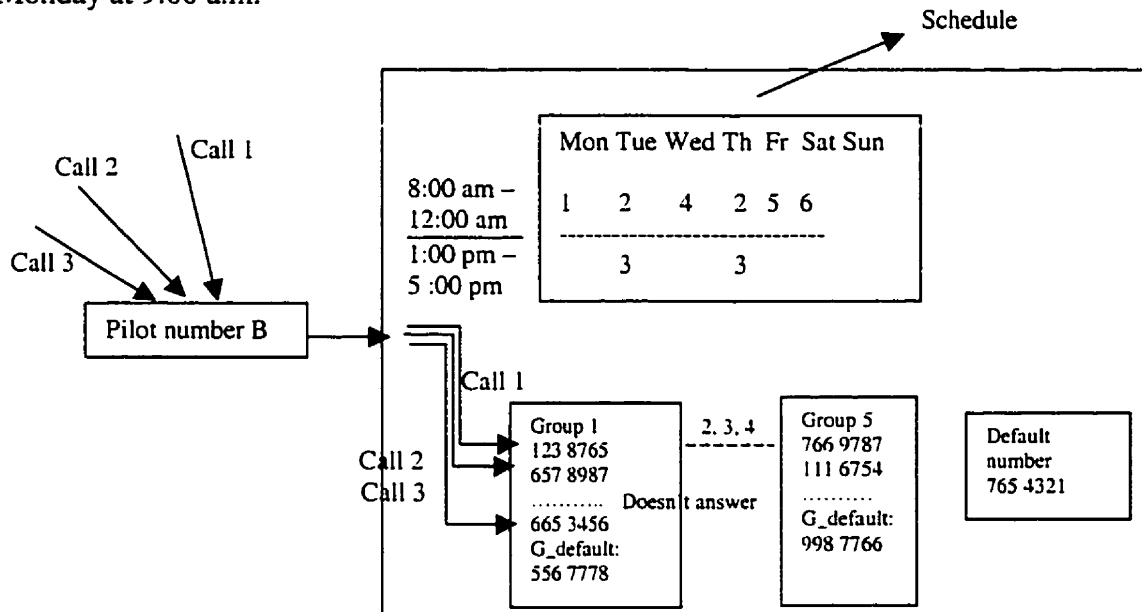 Monday at 9:00 a.m.
Schedule
Mon Tue Wed Th Fr Sat Sun
8:00 am –
12:00 am
1 2 4 2 5 6
1:00 pm –
5 :00 pm
3 3
Call 1
Call 2
Call 3
Pilot number B
Call 1
Call 2
Call 3
Group 1
123 8765
657 8987
...........
665 3456
G_default:
556 7778
2, 3, 4
Doesn't answer
Group 5
766 9787
111 6754
..........
G_default:
998 7766
Default
number
765 4321